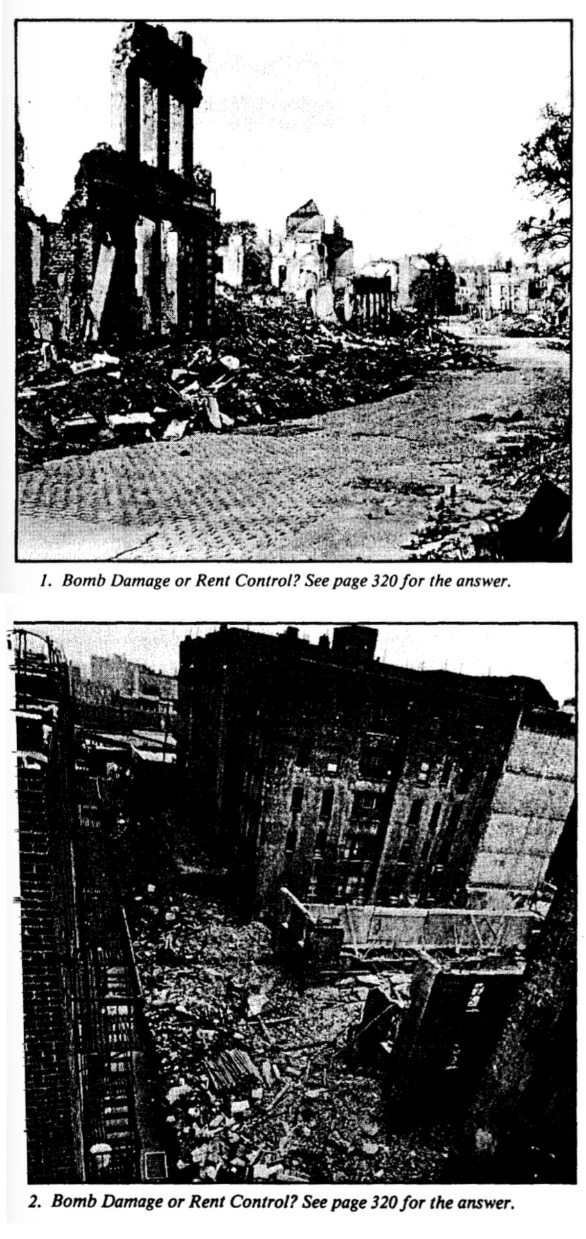 1. Bomb Damage or Rent Control? See page 320 for the answer.
2. Bomb Damage or Rent Control? See page 320 for the answer.